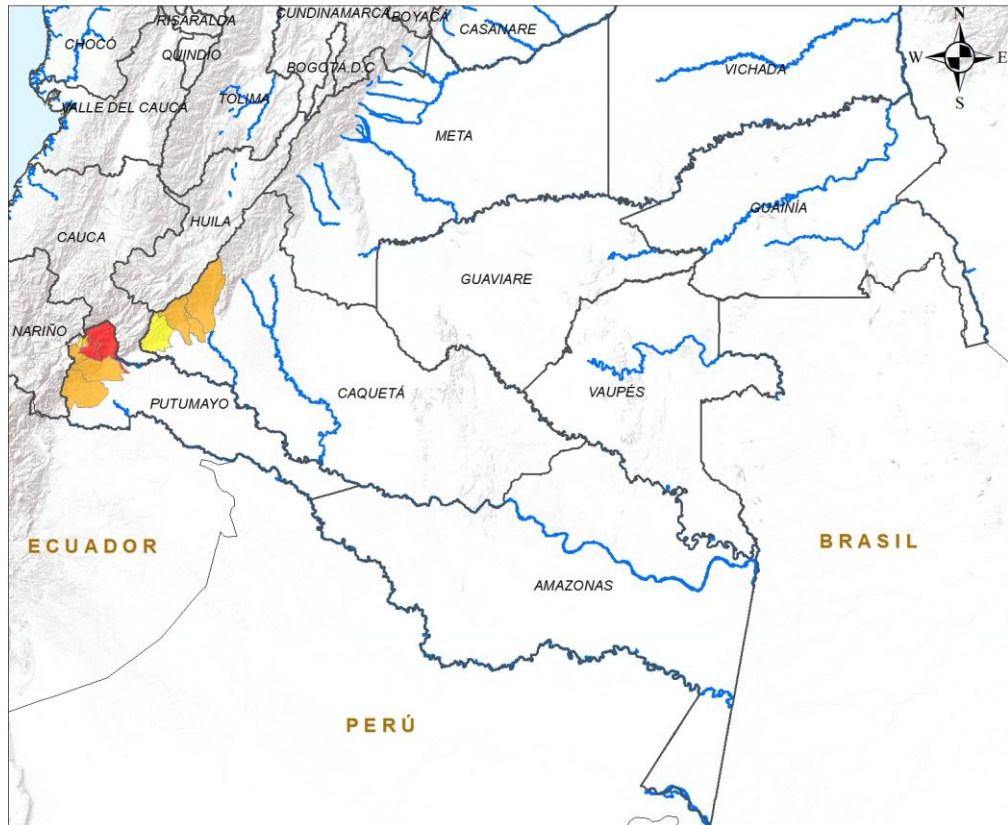 RISARALDA
CUNDINAMARCA
BOYACÁ
CASANARE
N
CHOCÓ
QUINDIO
BOGOTÁ D.C
W
E
VICHADA
S
VALLE DEL CAUCA
TOLIMA
META
HUILA
GUAINÍA
CAUCA
GUAVIARE
NARIÑO
CAQUETÁ
VAUPÉS
PUTUMAYO
ECUADOR
BRASIL
AMAZONAS
PERÚ